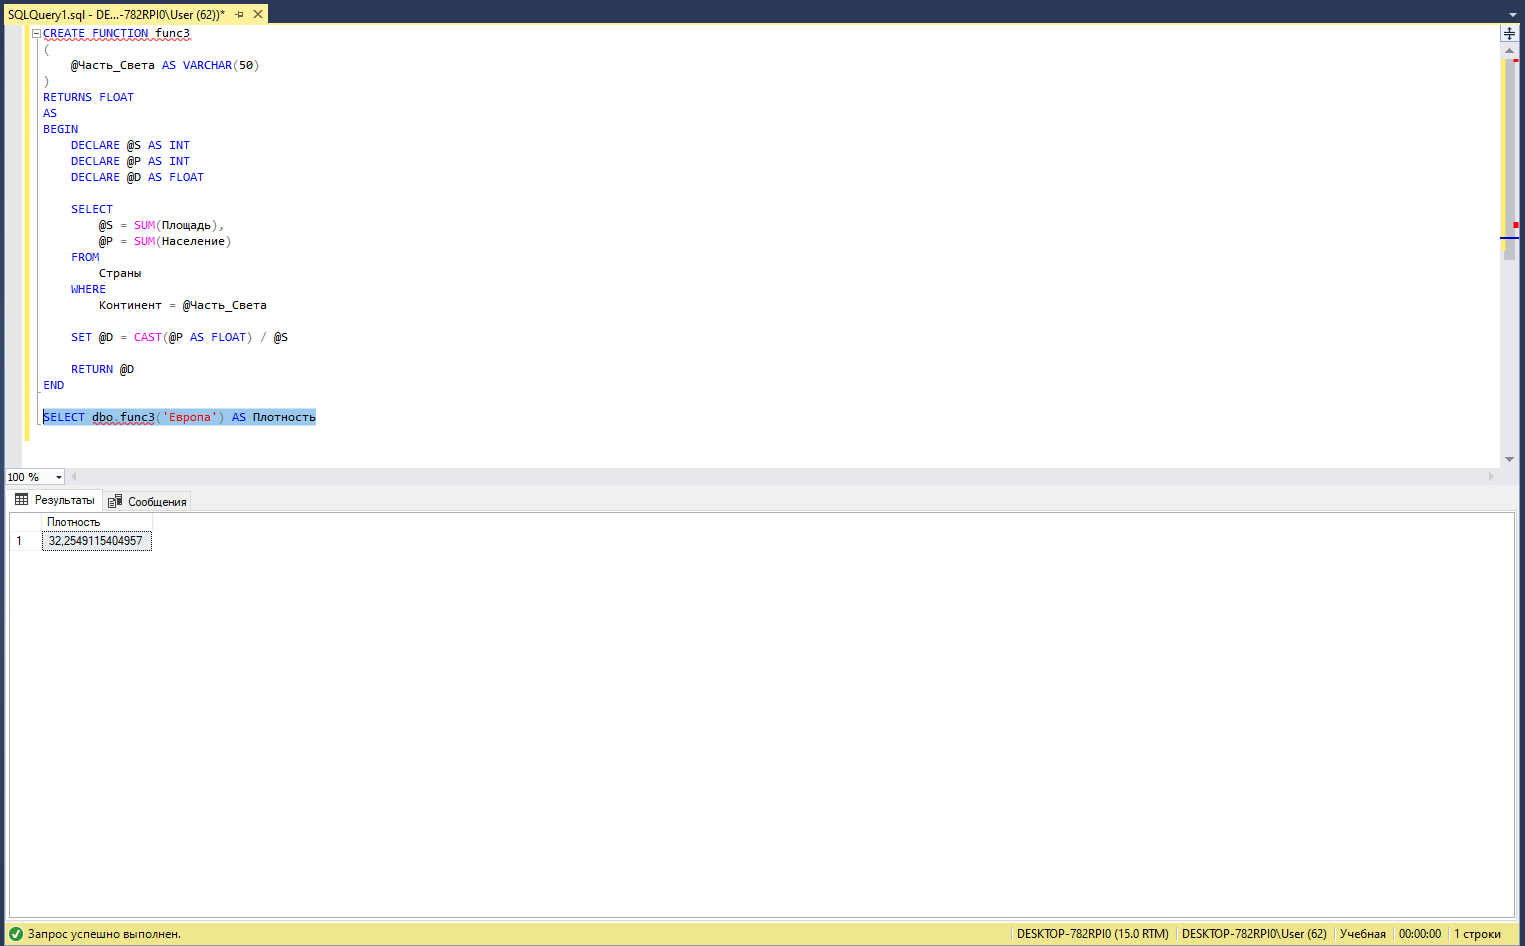 SQLQuery1.sql - DE...-782RPI0\User (62))*
CREATE FUNCTION func3
(
@Часть_Света AS VARCHAR(50)
)
RETURNS FLOAT
AS
BEGIN
DECLARE @S AS INT
DECLARE @P AS INT
DECLARE @D AS FLOAT
SELECT
@S = SUM(Площадь),
@P = SUM(Население)
FROM
Страны
WHERE
Континент = @Часть_Света
SET @D = CAST(@P AS FLOAT) / @S
RETURN @D
END
SELECT dbo.func3('Европа') AS Плотность
100 %
Результаты Сообщения
Плотность
1 32,2549115404957
Запрос успешно выполнен. DESKTOP-782RPI0 (15.0 RTM) DESKTOP-782RPI0\User (62) Учебная 00:00:00 1 строки